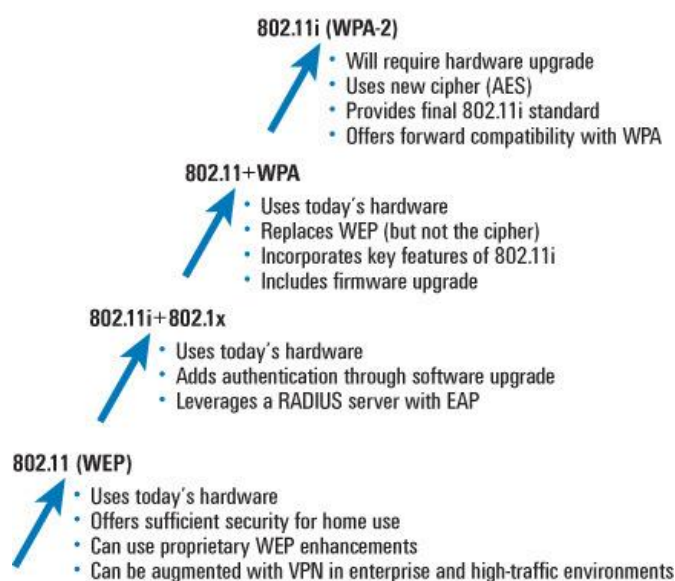 802.11i (WPA-2)
• Will require hardware upgrade
• Uses new cipher (AES)
• Provides final 802.11i standard
• Offers forward compatibility with WPA
802.11+WPA
• Uses today's hardware
• Replaces WEP (but not the cipher)
• Incorporates key features of 802.11i
• Includes firmware upgrade
802.11i+802.1x
• Uses today's hardware
• Adds authentication through software upgrade
• Leverages a RADIUS server with EAP
802.11 (WEP)
• Uses today's hardware
• Offers sufficient security for home use
• Can use proprietary WEP enhancements
• Can be augmented with VPN in enterprise and high-traffic environments